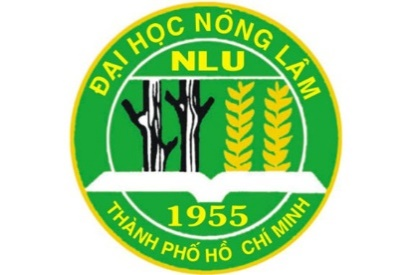 ĐẠI HỌC NÔNG LÂM
NLU
1955
THÀNH PHỐ HỒ CHÍ MINH